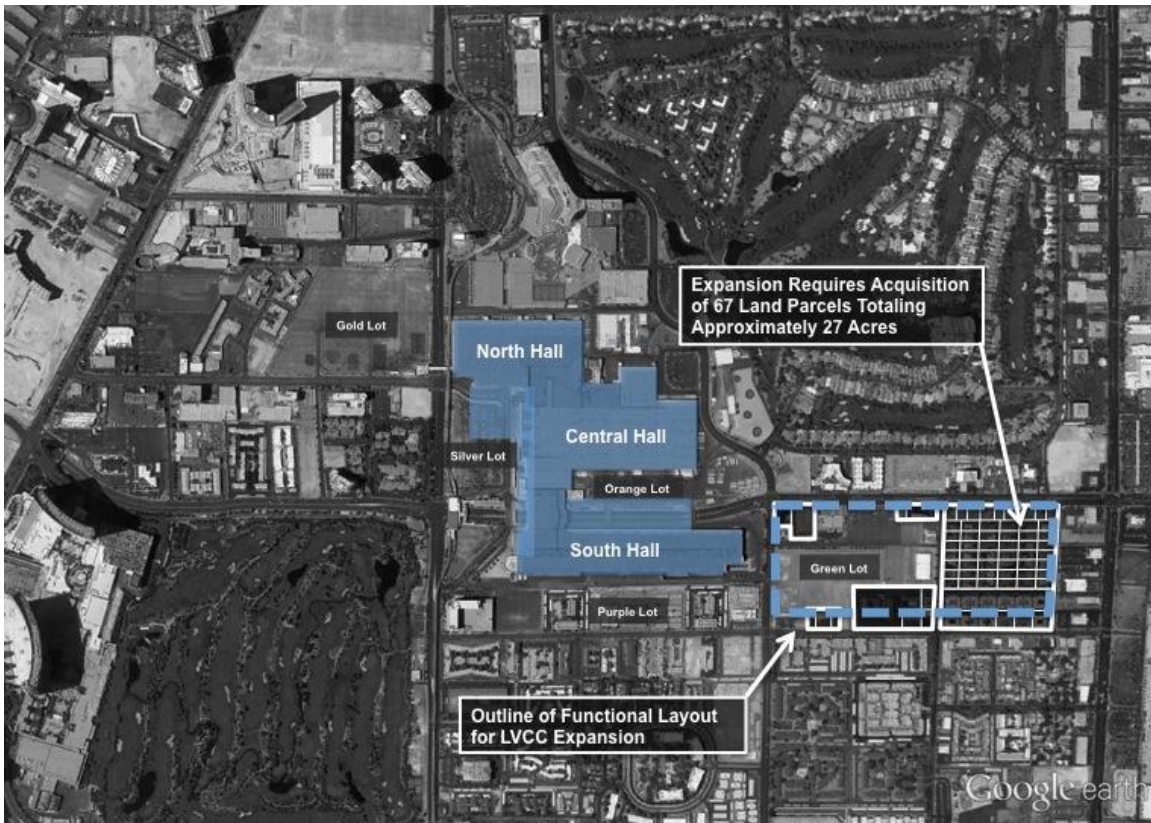 Expansion Requires Acquisition
of 67 Land Parcels Totaling
Approximately 27 Acres
Gold Lot
North Hall
Central Hall
Silver Lot
Orange Lot
South Hall
Green Lot
Purple Lot
Outline of Functional Layout
for LVCC Expansion
Google earth